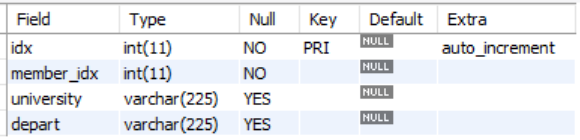 Field Type Null Key Default Extra
idx int(11) NO PRI NULL auto_increment
member_idx int(11) NO NULL
university varchar(225) YES NULL
depart varchar(225) YES NULL